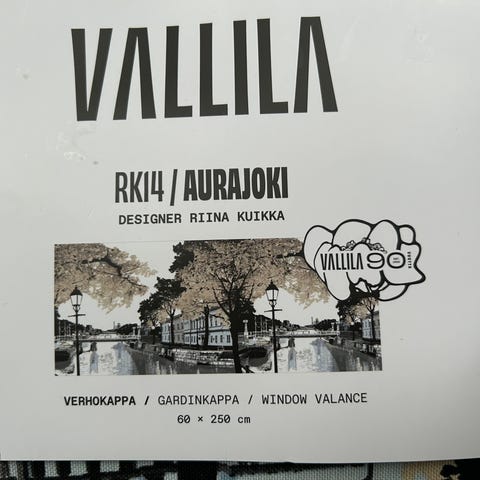 VALLILA
RK14 / AURAJOKI
DESIGNER RIINA KUIKKA
VALLILA 90
VERHOKAPPA / GARDINKAPPA / WINDOW VALANCE
60 × 250 cm